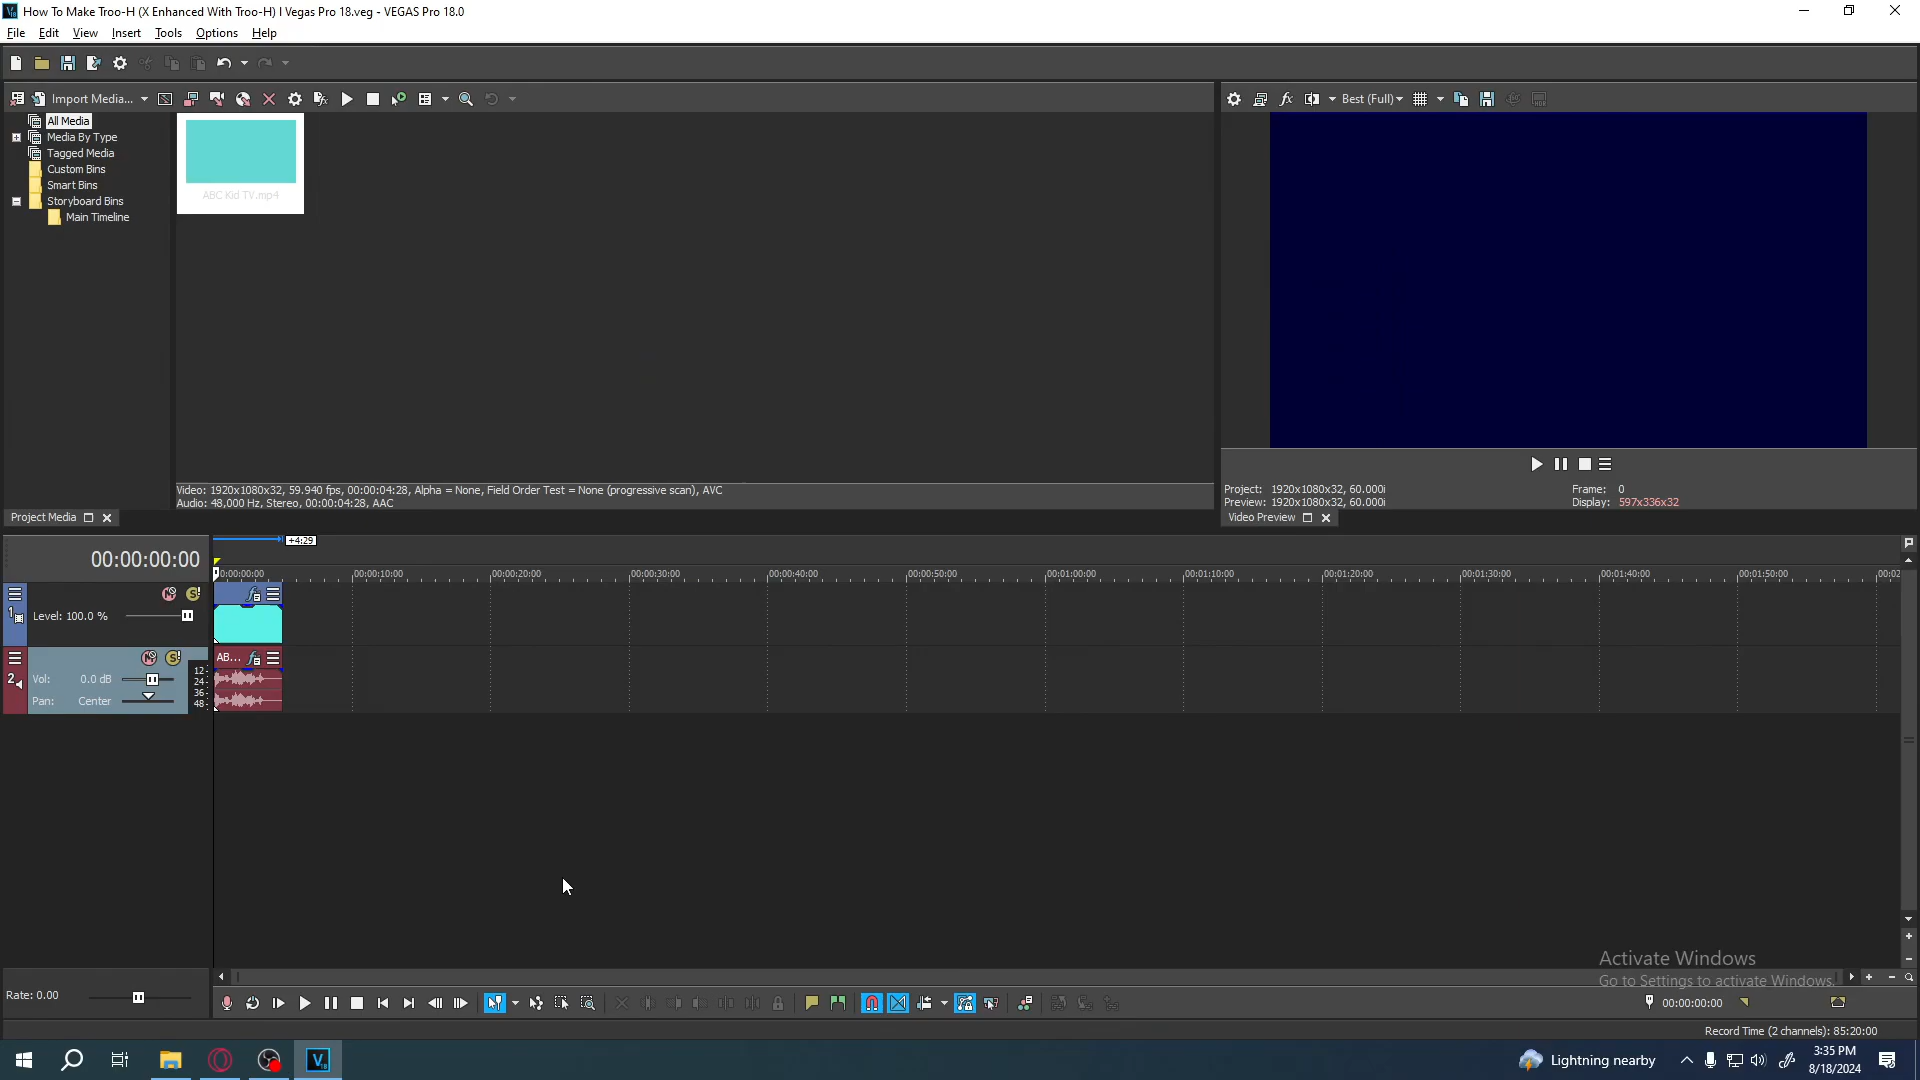 How To Make Troo-H (X Enhanced With Troo-H) I Vegas Pro 18.veg - VEGAS Pro 18.0
File Edit View Insert Tools Options Help
Import Media... Best (Full)
All Media
Media By Type
Tagged Media
Custom Bins
Smart Bins
Storyboard Bins
Main Timeline
ABC Kid TV.mp4
Video: 1920x1080x32, 59.940 fps, 00:00:04:28, Alpha = None, Field Order Test = None (progressive scan), AVC
Audio: 48,000 Hz, Stereo, 00:00:04:28, AAC
Project: 1920x1080x32, 60.000i Frame: 0
Preview: 1920x1080x32, 60.000i Display: 597x336x32
Project Media
Video Preview
+4:29
00:00:00:00
0:00:00:00 00:00:10:00 00:00:20:00 00:00:30:00 00:00:40:00 00:00:50:00 00:01:00:00 00:01:10:00 00:01:20:00 00:01:30:00 00:01:40:00 00:01:50:00 00:02
1 Level: 100.0 %
AB...
2 Vol: 0.0 dB
Pan: Center
12
24
36
48
Activate Windows
Go to Settings to activate Windows.
Rate: 0.00
00:00:00:00
Record Time (2 channels): 85:20:00
Lightning nearby
3:35 PM
8/18/2024